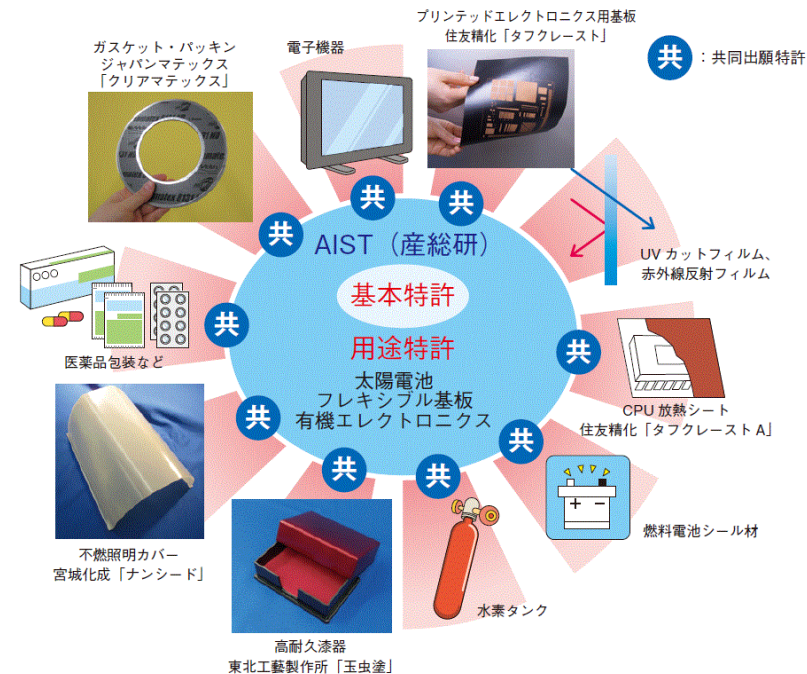 プリンテッドエレクトロニクス用基板
住友精化「タフクレースト」
共
：共同出願特許
ガスケット・パッキン
ジャパンマテックス
「クリアマテックス」
電子機器
共
共
共
AIST（産総研）
UVカットフィルム、
赤外線反射フィルム
基本特許
共
用途特許
共
医薬品包装など
太陽電池
フレキシブル基板
有機エレクトロニクス
CPU放熱シート
住友精化「タフクレーストA」
共
共
共
共
燃料電池シール材
不燃照明カバー
宮城化成「ナンシード」
水素タンク
高耐久漆器
東北工藝製作所「玉虫塗」